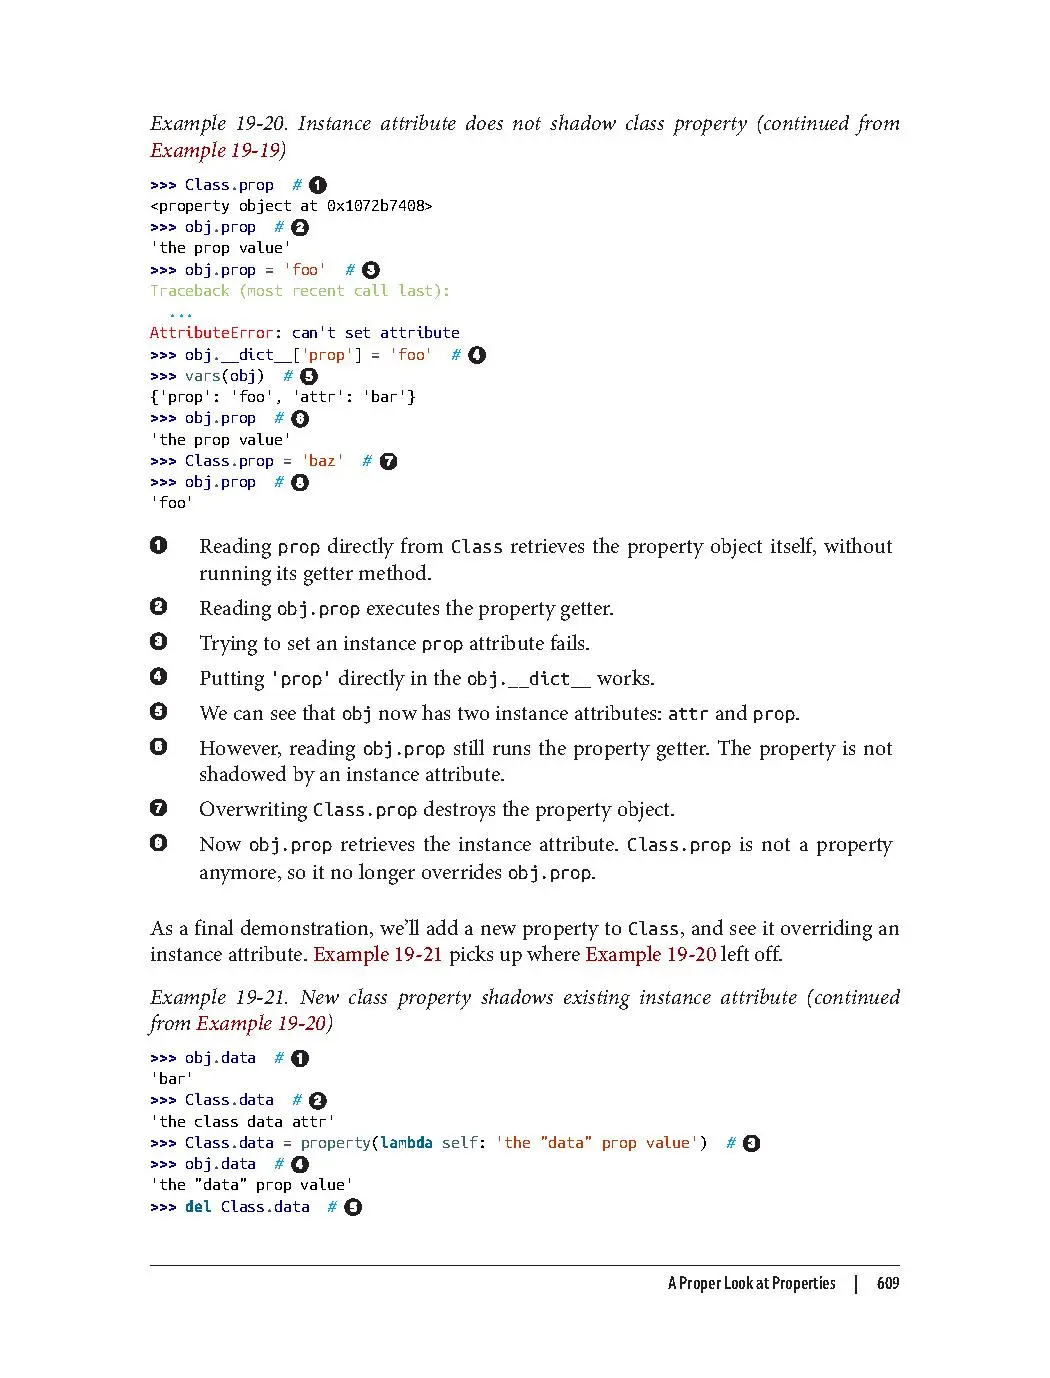 Example 19-20. Instance attribute does not shadow class property (continued from
Example 19-19)
>>> Class.prop  # ❶
<property object at 0x1072b7408>
>>> obj.prop  # ❷
'the prop value'
>>> obj.prop = 'foo'  # ❸
Traceback (most recent call last):
  ...
AttributeError: can't set attribute
>>> obj.__dict__['prop'] = 'foo'  # ❹
>>> vars(obj)  # ❺
{'prop': 'foo', 'attr': 'bar'}
>>> obj.prop  # ❻
'the prop value'
>>> Class.prop = 'baz'  # ❼
>>> obj.prop  # ❽
'foo'
❶ Reading prop directly from Class retrieves the property object itself, without
running its getter method.
❷ Reading obj.prop executes the property getter.
❸ Trying to set an instance prop attribute fails.
❹ Putting 'prop' directly in the obj.__dict__ works.
❺ We can see that obj now has two instance attributes: attr and prop.
❻ However, reading obj.prop still runs the property getter. The property is not
shadowed by an instance attribute.
❼ Overwriting Class.prop destroys the property object.
❽ Now obj.prop retrieves the instance attribute. Class.prop is not a property
anymore, so it no longer overrides obj.prop.
As a final demonstration, we’ll add a new property to Class, and see it overriding an
instance attribute. Example 19-21 picks up where Example 19-20 left off.
Example 19-21. New class property shadows existing instance attribute (continued
from Example 19-20)
>>> obj.data  # ❶
'bar'
>>> Class.data  # ❷
'the class data attr'
>>> Class.data = property(lambda self: 'the "data" prop value')  # ❸
>>> obj.data  # ❹
'the "data" prop value'
>>> del Class.data  # ❺
A Proper Look at Properties | 609